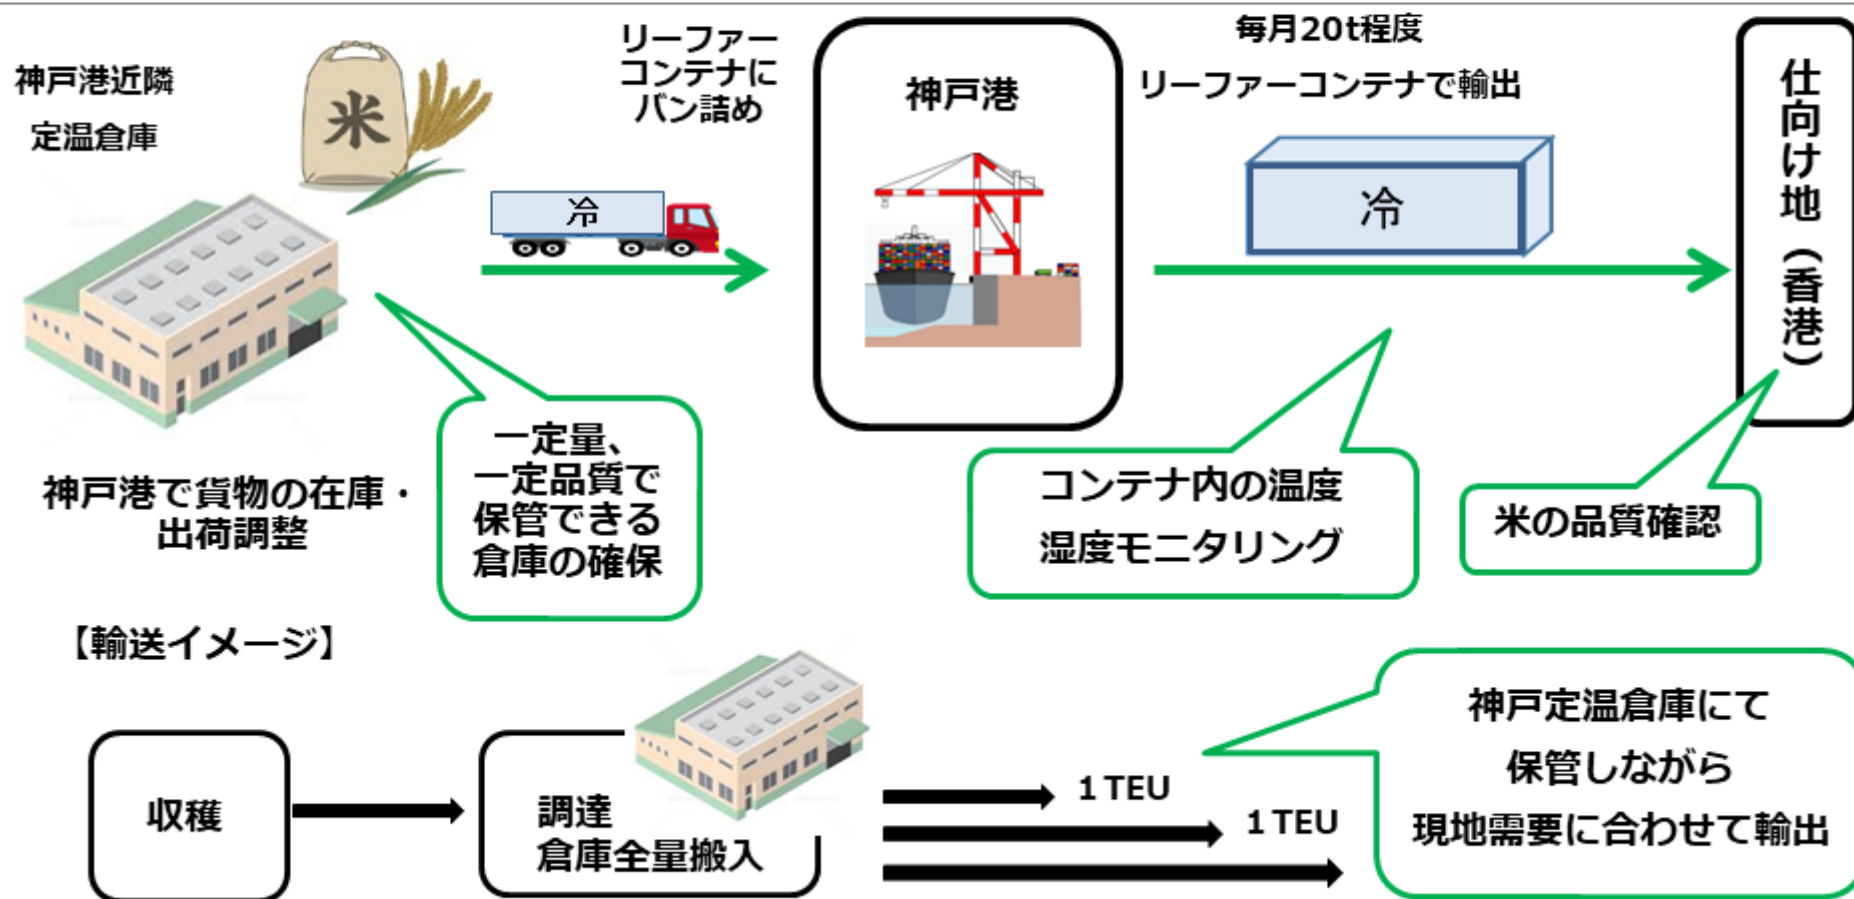 神戸港近隣
定温倉庫
米
リーファー
コンテナに
バン詰め
冷
神戸港
毎月20t程度
リーファーコンテナで輸出
冷
仕向け地（香港）
神戸港で貨物の在庫・
出荷調整
一定量、
一定品質で
保管できる
倉庫の確保
コンテナ内の温度
湿度モニタリング
米の品質確認
【輸送イメージ】
収穫
調達
倉庫全量搬入
１TEU
１TEU
神戸定温倉庫にて
保管しながら
現地需要に合わせて輸出